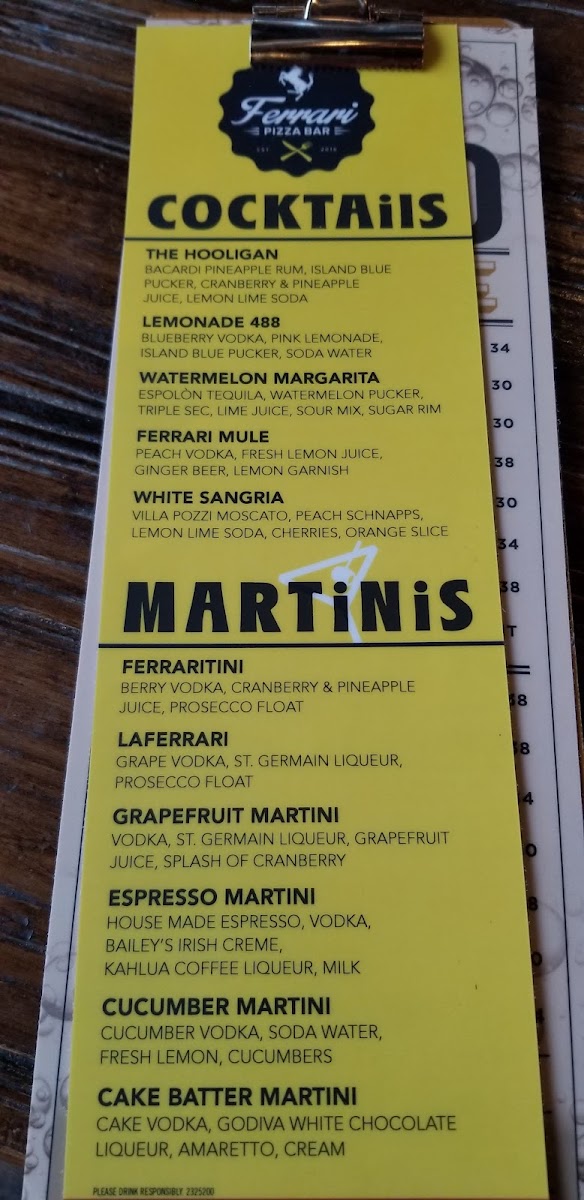 Ferrari
PIZZA BAR
EST 2016
COCKTAilS
THE HOOLIGAN
BACARDI PINEAPPLE RUM, ISLAND BLUE
PUCKER, CRANBERRY & PINEAPPLE
JUICE, LEMON LIME SODA
LEMONADE 488
BLUEBERRY VODKA, PINK LEMONADE,
ISLAND BLUE PUCKER, SODA WATER
WATERMELON MARGARITA
ESPOLÒN TEQUILA, WATERMELON PUCKER,
TRIPLE SEC, LIME JUICE, SOUR MIX, SUGAR RIM
FERRARI MULE
PEACH VODKA, FRESH LEMON JUICE,
GINGER BEER, LEMON GARNISH
WHITE SANGRIA
VILLA POZZI MOSCATO, PEACH SCHNAPPS,
LEMON LIME SODA, CHERRIES, ORANGE SLICE
MARTiNiS
FERRARITINI
BERRY VODKA, CRANBERRY & PINEAPPLE
JUICE, PROSECCO FLOAT
LAFERRARI
GRAPE VODKA, ST. GERMAIN LIQUEUR,
PROSECCO FLOAT
GRAPEFRUIT MARTINI
VODKA, ST. GERMAIN LIQUEUR, GRAPEFRUIT
JUICE, SPLASH OF CRANBERRY
ESPRESSO MARTINI
HOUSE MADE ESPRESSO, VODKA,
BAILEY'S IRISH CREME,
KAHLUA COFFEE LIQUEUR, MILK
CUCUMBER MARTINI
CUCUMBER VODKA, SODA WATER,
FRESH LEMON, CUCUMBERS
CAKE BATTER MARTINI
CAKE VODKA, GODIVA WHITE CHOCOLATE
LIQUEUR, AMARETTO, CREAM
PLEASE DRINK RESPONSIBLY 2325200
34
30
30
38
30
34
38